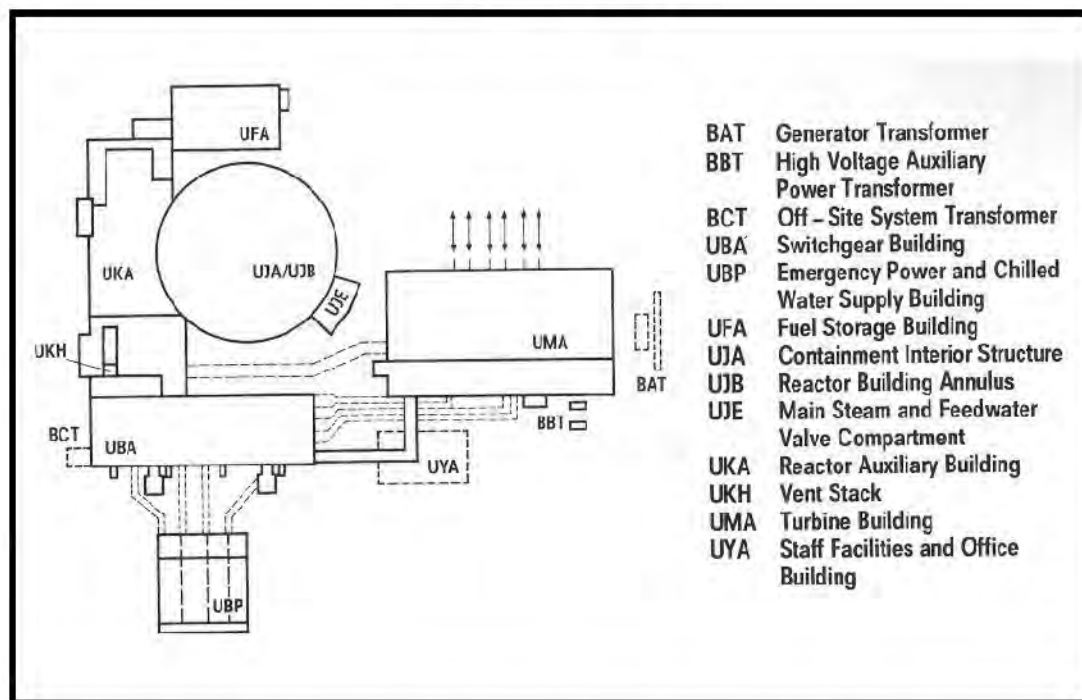 UFA
UJA/UJB
UKA
UJE
UKH
UMA
BAT
BCT
UBA
BBT
UYA
UBP
BAT Generator Transformer
BBT High Voltage Auxiliary
Power Transformer
BCT Off - Site System Transformer
UBA Switchgear Building
UBP Emergency Power and Chilled
Water Supply Building
UFA Fuel Storage Building
UJA Containment Interior Structure
UJB Reactor Building Annulus
UJE Main Steam and Feedwater
Valve Compartment
UKA Reactor Auxiliary Building
UKH Vent Stack
UMA Turbine Building
UYA Staff Facilities and Office
Building